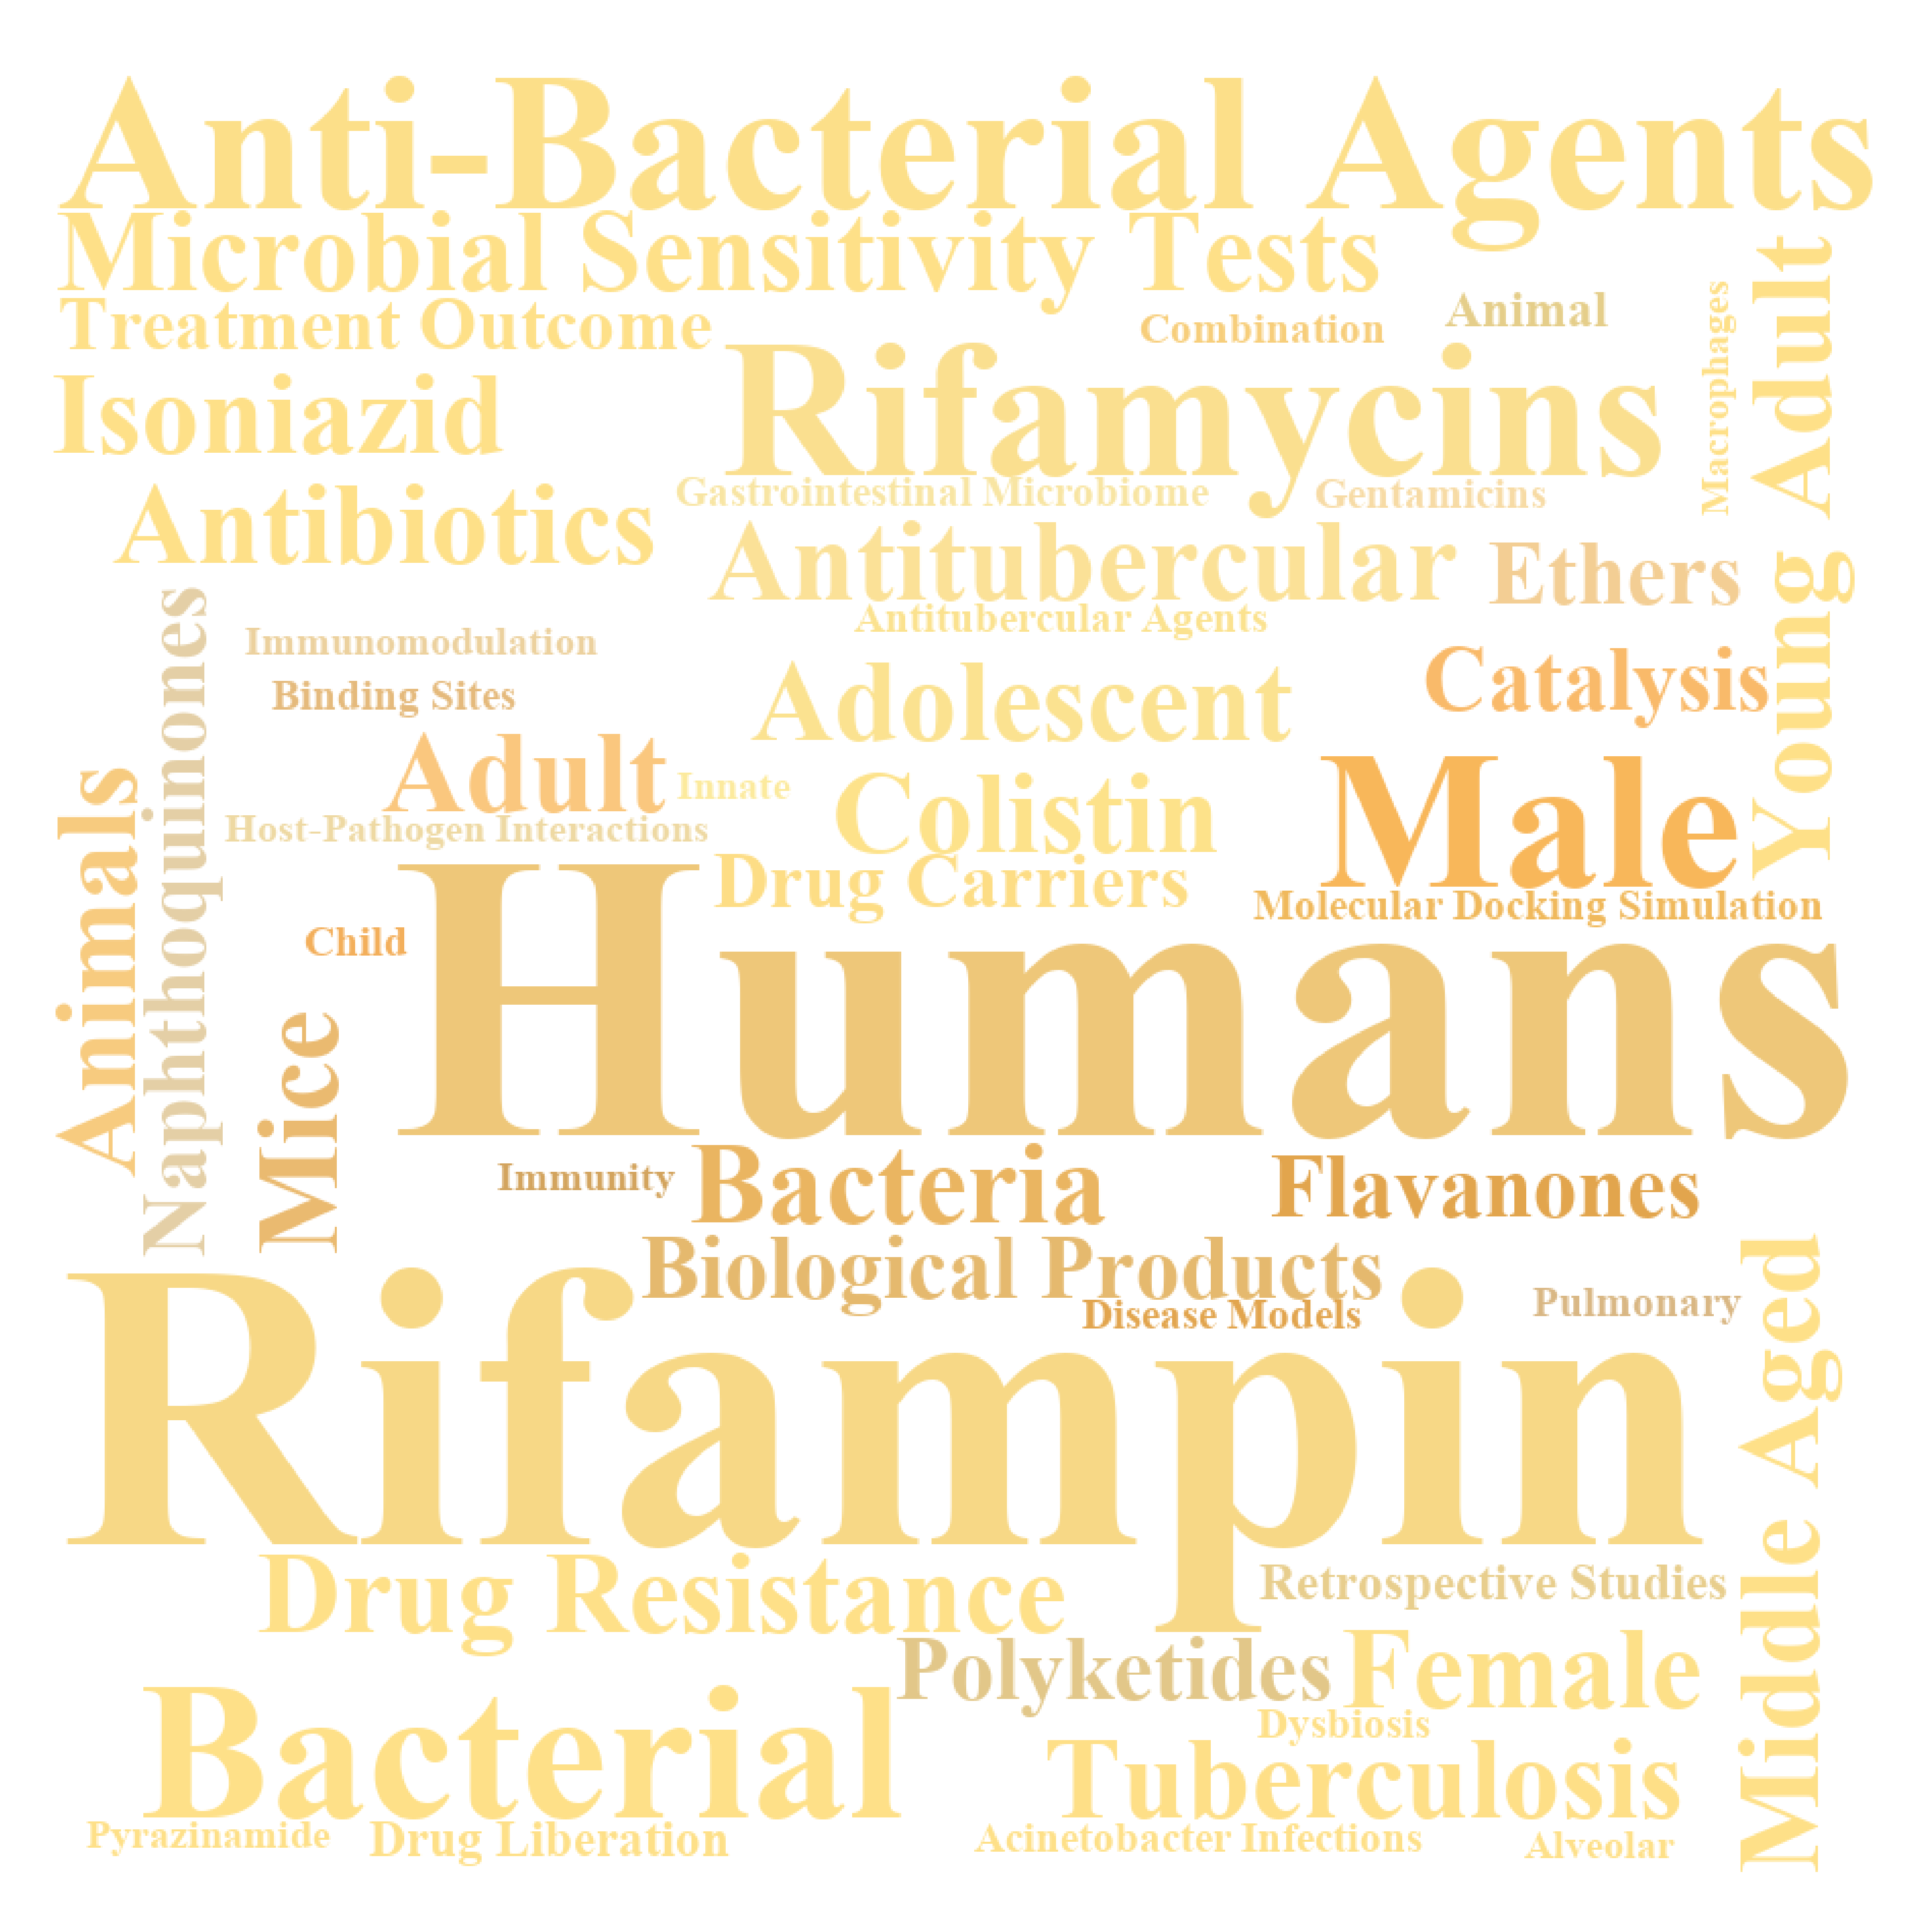 Anti-Bacterial Agents
Microbial Sensitivity Tests
Treatment Outcome
Combination
Animal
Macrophages
Young Adult
Isoniazid
Rifamycins
Gastrointestinal Microbiome
Gentamicins
Antibiotics
Antitubercular
Ethers
Antitubercular Agents
Immunomodulation
Binding Sites
Adolescent
Catalysis
Naphthoquinones
Animals
Adult
Innate
Colistin
Male
Host-Pathogen Interactions
Drug Carriers
Molecular Docking Simulation
Child
Humans
Mice
Immunity
Bacteria
Flavanones
Biological Products
Disease Models
Pulmonary
Rifampin
Middle Aged
Drug Resistance
Retrospective Studies
Polyketides
Female
Bacterial
Dysbiosis
Tuberculosis
Pyrazinamide
Drug Liberation
Acinetobacter Infections
Alveolar